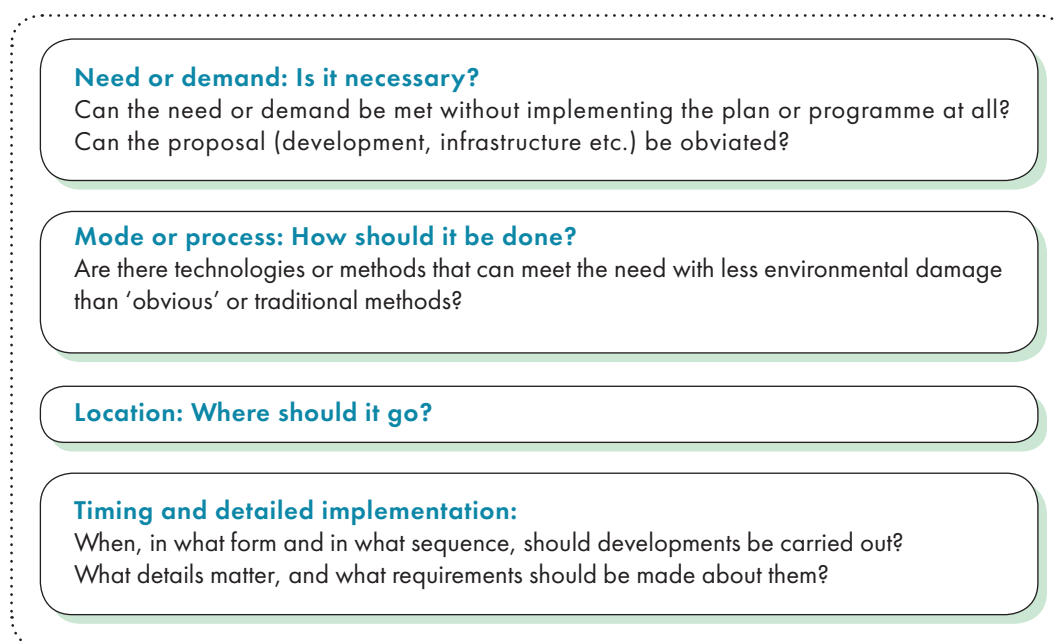 Need or demand: Is it necessary?
Can the need or demand be met without implementing the plan or programme at all?
Can the proposal (development, infrastructure etc.) be obviated?
Mode or process: How should it be done?
Are there technologies or methods that can meet the need with less environmental damage
than ‘obvious’ or traditional methods?
Location: Where should it go?
Timing and detailed implementation:
When, in what form and in what sequence, should developments be carried out?
What details matter, and what requirements should be made about them?